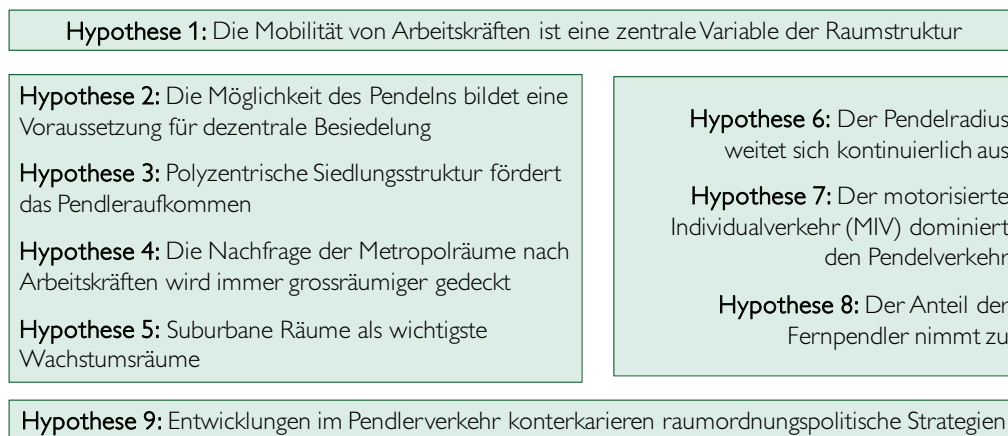 Hypothese 1: Die Mobilität von Arbeitskräften ist eine zentrale Variable der Raumstruktur
Hypothese 2: Die Möglichkeit des Pendelns bildet eine
Voraussetzung für dezentrale Besiedelung
Hypothese 3: Polyzentrische Siedlungsstruktur fördert
das Pendleraufkommen
Hypothese 4: Die Nachfrage der Metropolräume nach
Arbeitskräften wird immer grossräumiger gedeckt
Hypothese 5: Suburbane Räume als wichtigste
Wachstumsräume
Hypothese 6: Der Pendelradius
weitet sich kontinuierlich aus
Hypothese 7: Der motorisierte
Individualverkehr (MIV) dominiert
den Pendelverkehr
Hypothese 8: Der Anteil der
Fernpendler nimmt zu
Hypothese 9: Entwicklungen im Pendlerverkehr konterkarieren raumordnungspolitische Strategien